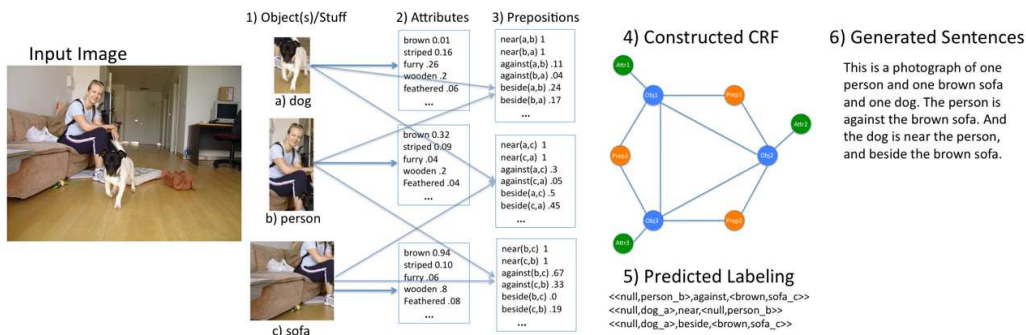 Input Image
1) Object(s)/Stuff
a) dog
b) person
c) sofa
2) Attributes
brown 0.01
striped 0.16
furry .26
wooden .2
feathered .06
...
brown 0.32
striped 0.09
furry .04
wooden .2
Feathered .04
...
brown 0.94
striped 0.10
furry .06
wooden .8
Feathered .08
...
3) Prepositions
near(a,b) 1
near(b,a) 1
against(a,b) .11
against(b,a) .04
beside(a,b) .24
beside(b,a) .17
...
near(a,c) 1
near(c,a) 1
against(a,c) .3
against(c,a) .05
beside(a,c) .5
beside(c,a) .45
...
near(b,c) 1
near(c,b) 1
against(b,c) .67
against(c,b) .33
beside(b,c) .0
beside(c,b) .19
...
4) Constructed CRF
Attr1
Obj1
Prep1
Attr2
Obj2
Prep3
Obj3
Prep2
Attr3
5) Predicted Labeling
<<null,person_b>,against,<brown,sofa_c>>
<<null,dog_a>,near,<null,person_b>>
<<null,dog_a>,beside,<brown,sofa_c>>
6) Generated Sentences
This is a photograph of one
person and one brown sofa
and one dog. The person is
against the brown sofa. And
the dog is near the person,
and beside the brown sofa.